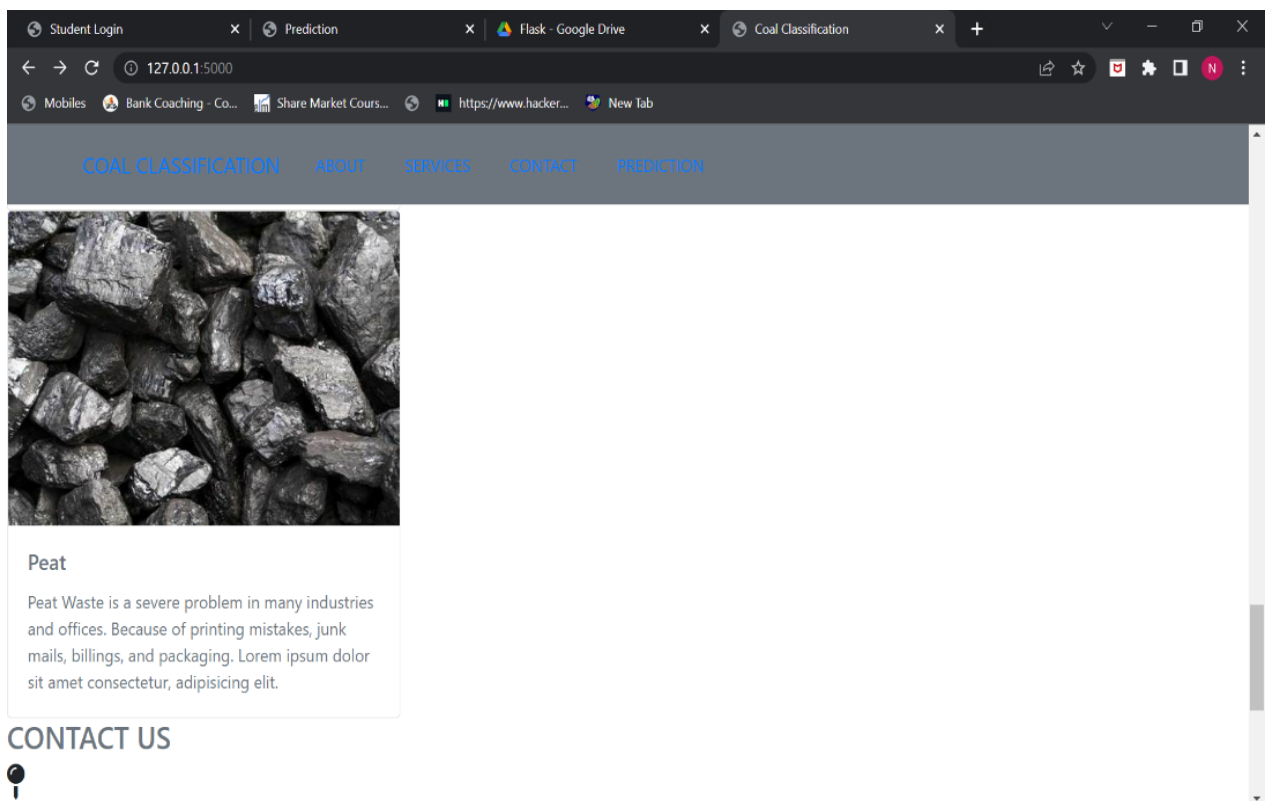 Student Login
Prediction
Flask - Google Drive
Coal Classification
127.0.0.1:5000
N
Mobiles
Bank Coaching - Co...
Share Market Cours...
https://www.hacker...
New Tab
COAL CLASSIFICATION
ABOUT
SERVICES
CONTACT
PREDICTION
Peat
Peat Waste is a severe problem in many industries
and offices. Because of printing mistakes, junk
mails, billings, and packaging. Lorem ipsum dolor
sit amet consectetur, adipisicing elit.
CONTACT US